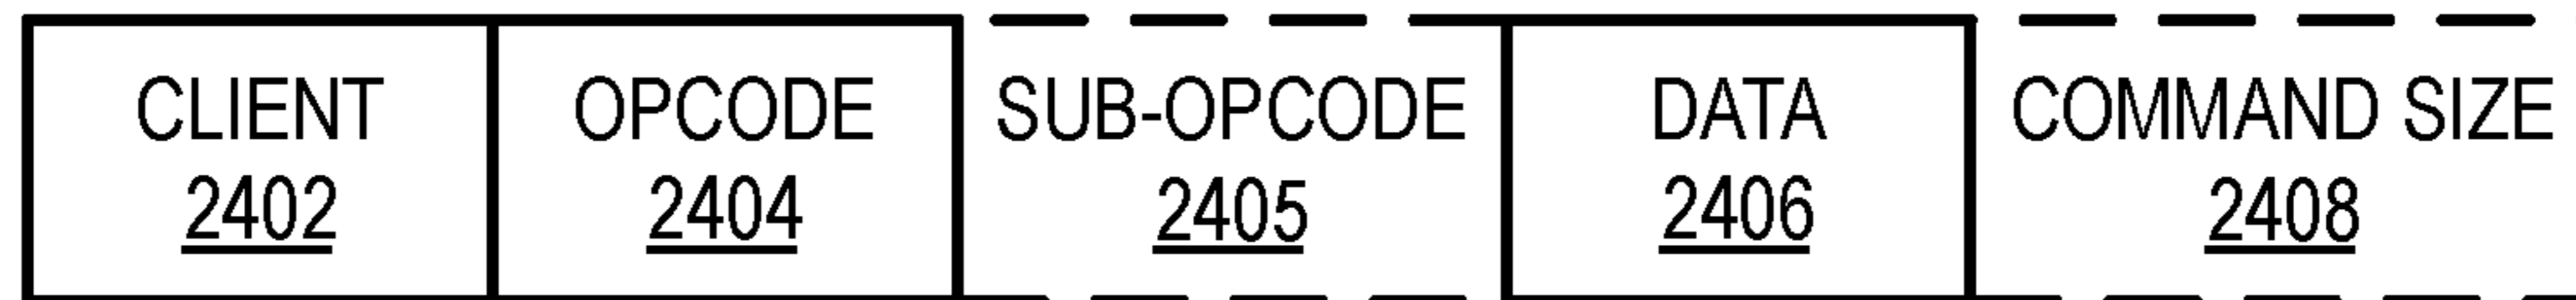 CLIENT OPCODE SUB-OPCODE DATA COMMAND SIZE
2402 2404 2405 2406 2408